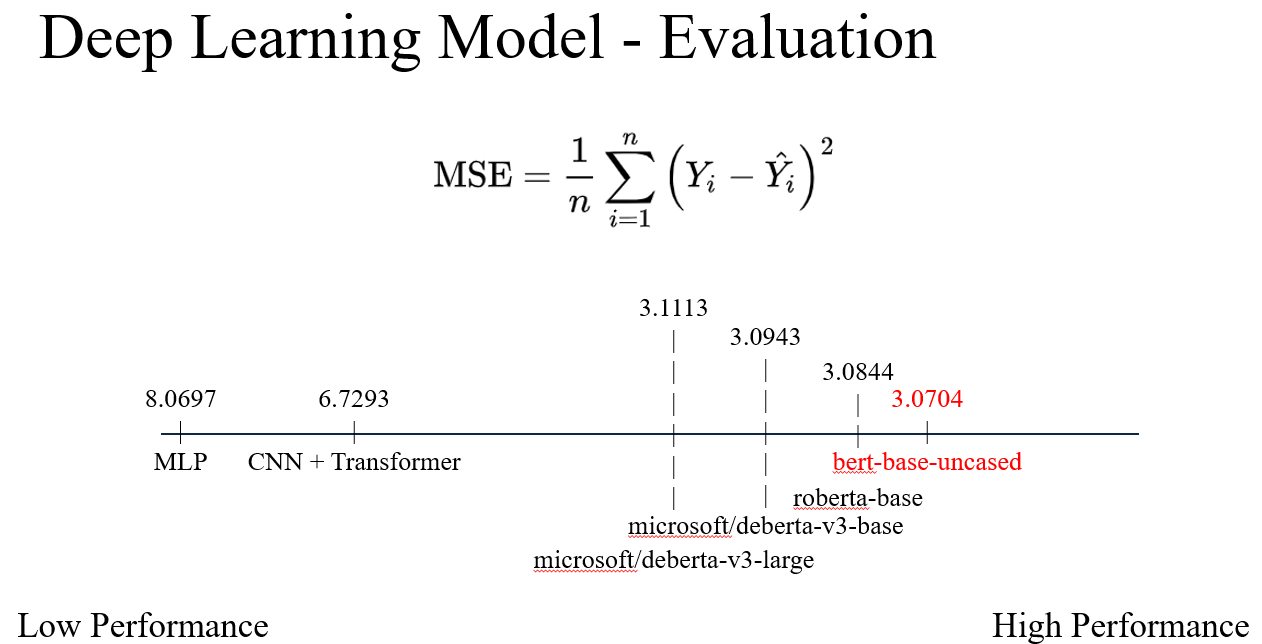 Deep Learning Model - Evaluation
MSE = \frac{1}{n} \sum_{i=1}^{n} \left( Y_i - \hat{Y}_i \right)^2
3.1113
3.0943
3.0844
8.0697 6.7293 3.0704
MLP CNN + Transformer bert-base-uncased
roberta-base
microsoft/deberta-v3-base
microsoft/deberta-v3-large
Low Performance High Performance